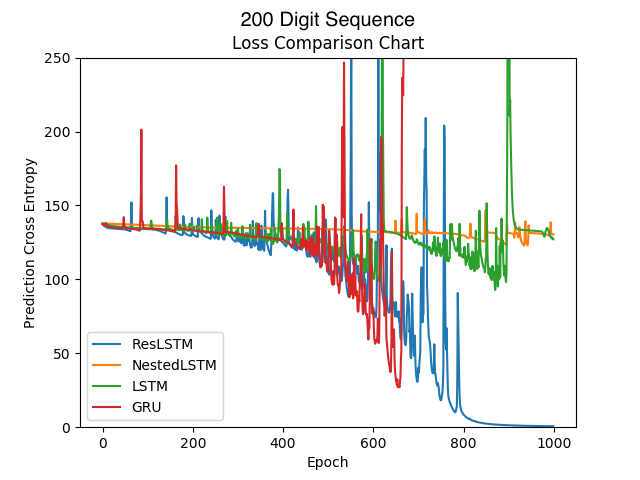 200 Digit Sequence
Loss Comparison Chart
Prediction Cross Entropy
250
200
150
100
50
0
ResLSTM
NestedLSTM
LSTM
GRU
0 200 400 600 800 1000
Epoch